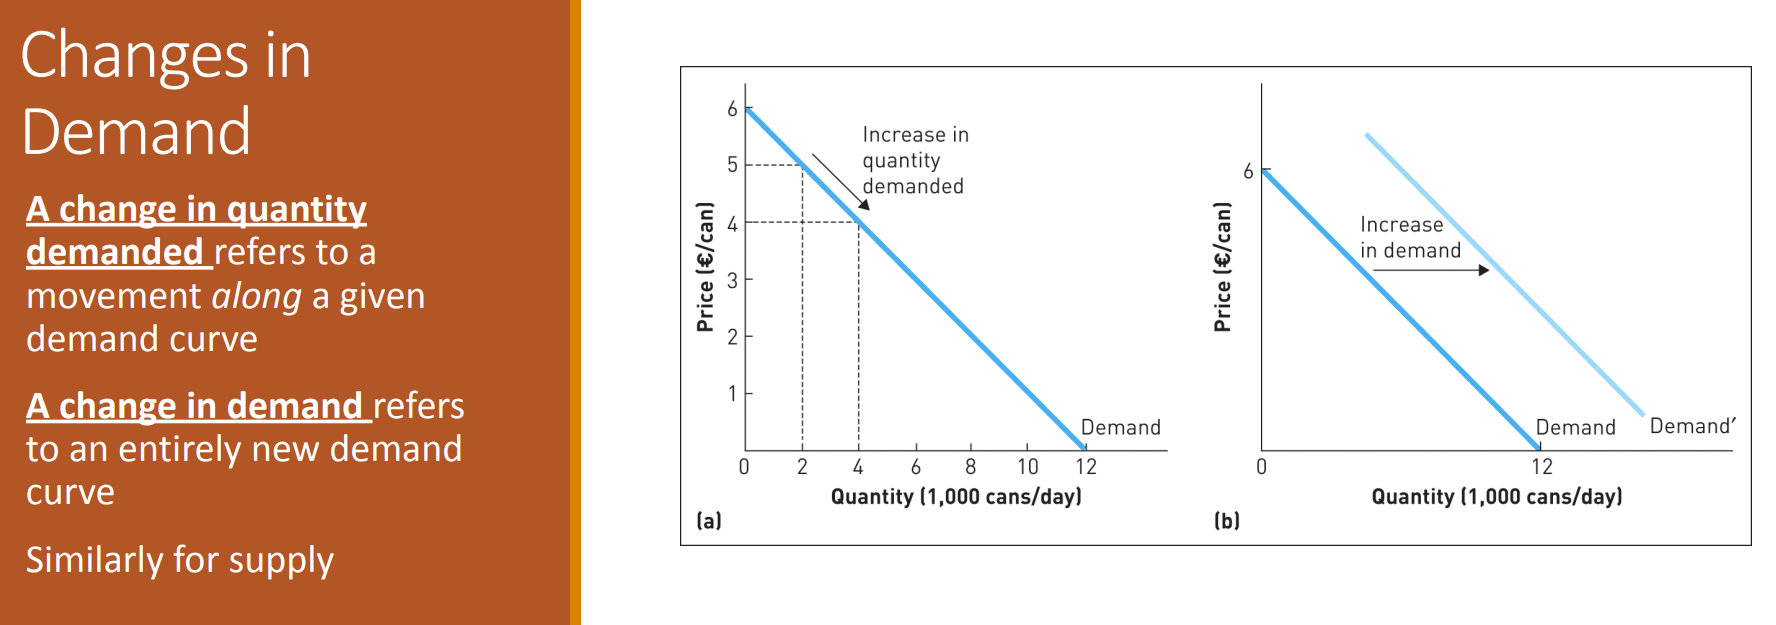 Changes in
Demand
A change in quantity
demanded refers to a
movement along a given
demand curve
A change in demand refers
to an entirely new demand
curve
Similarly for supply
Price (€/can)
6
5
4
3
2
1
Increase in
quantity
demanded
Demand
0 2 4 6 8 10 12
Quantity (1,000 cans/day)
(a)
Price (€/can)
6
Increase
in demand
Demand Demand′
0 12
Quantity (1,000 cans/day)
(b)